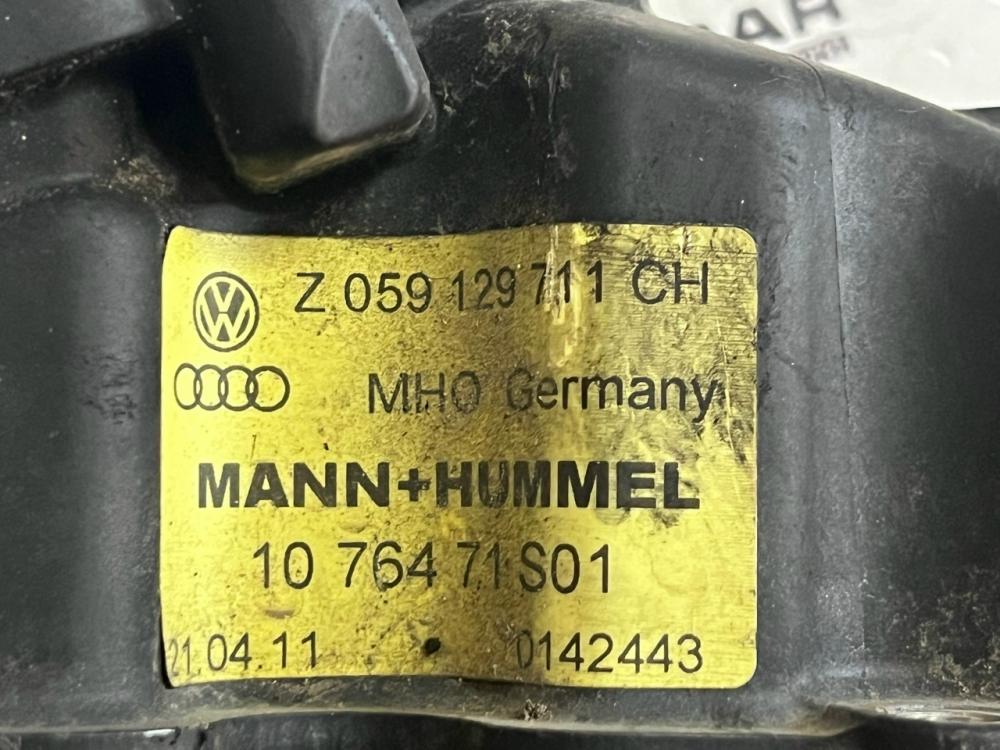 Z 059 129 711 CH
MHO Germany
MANN+HUMMEL
10 764 71 S01
21.04.11 • 0142443